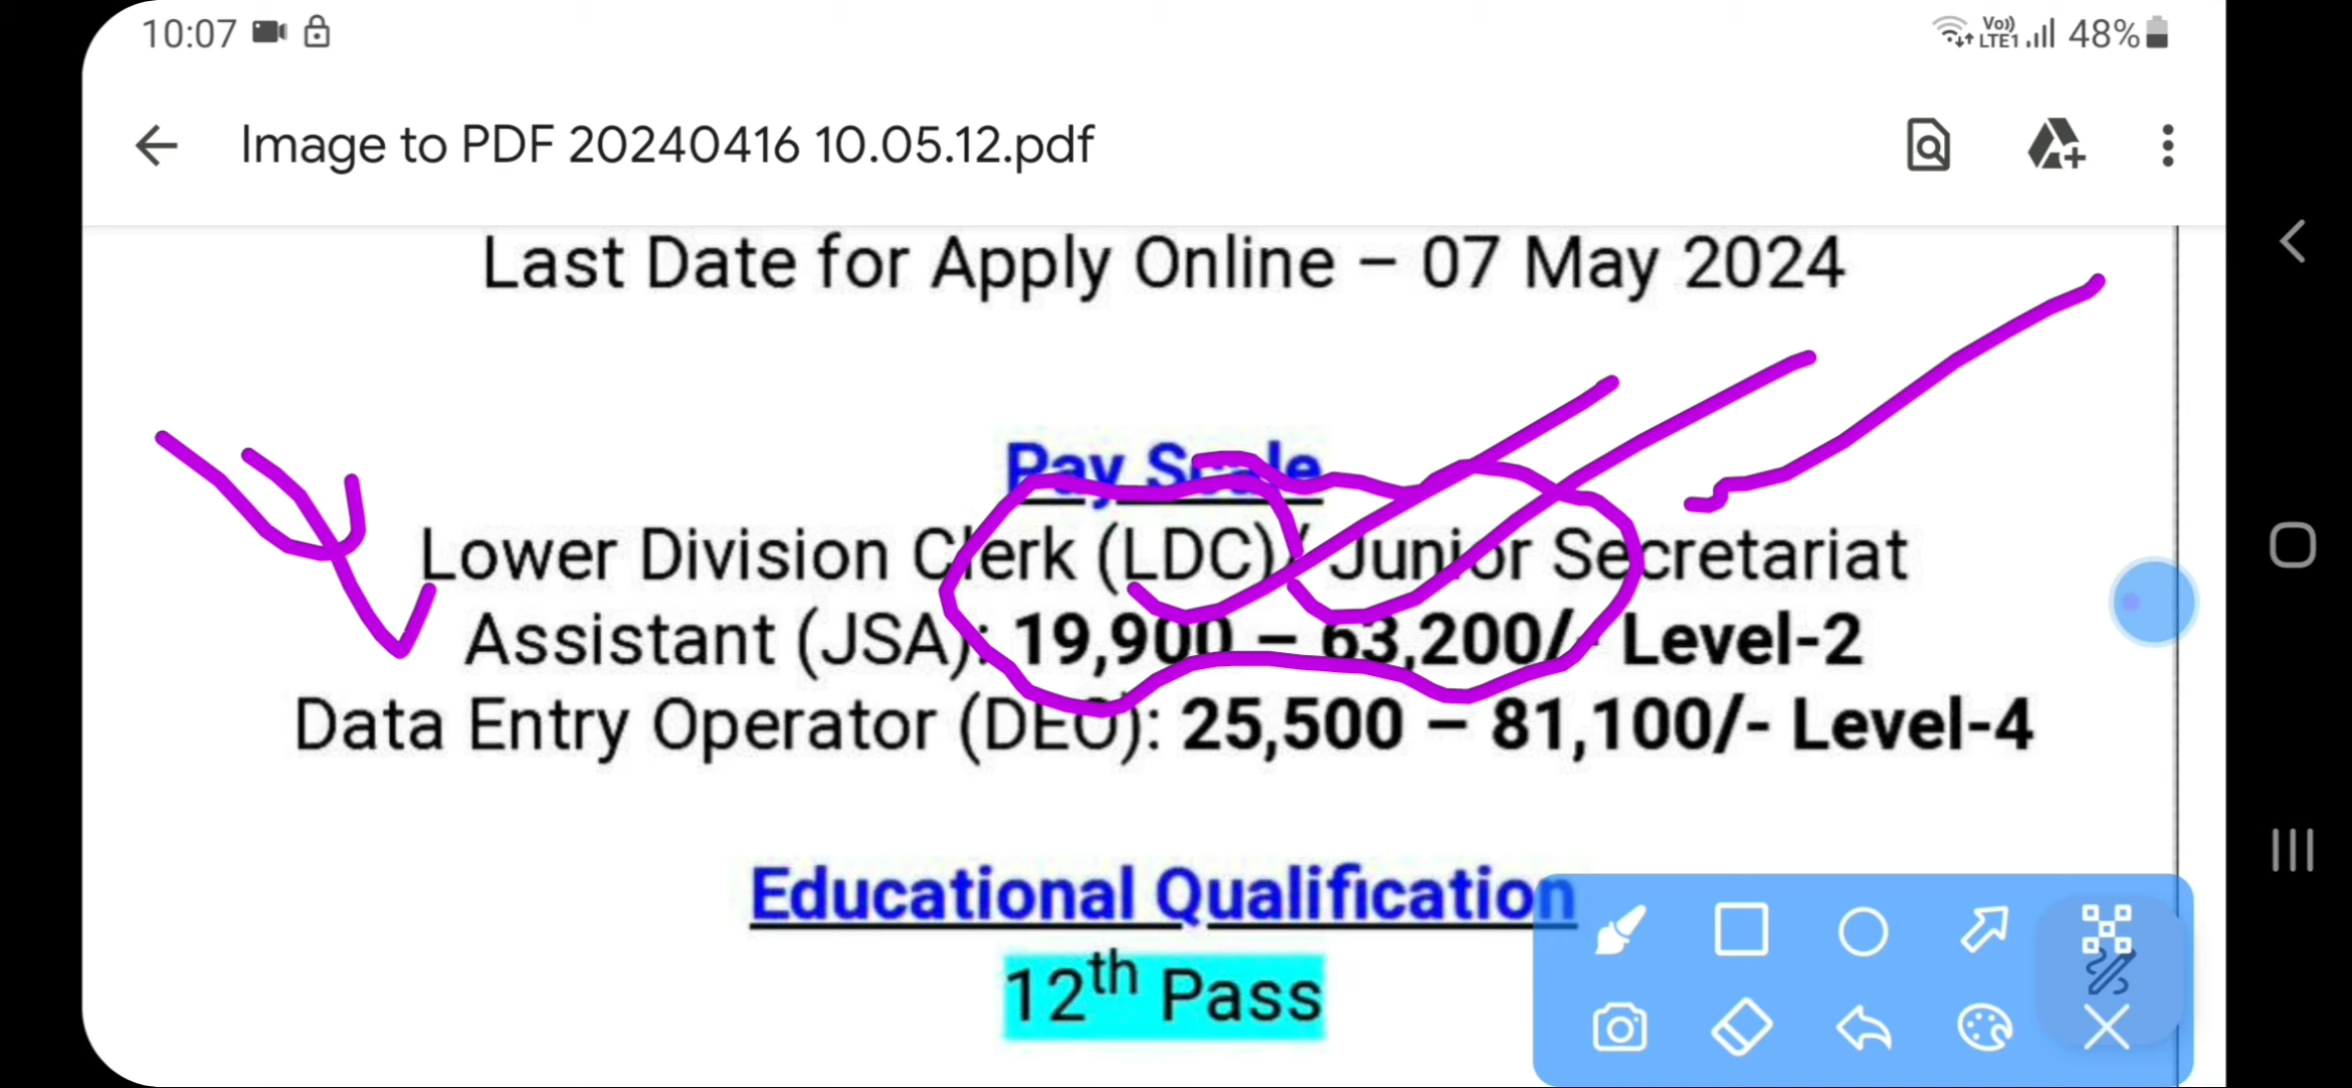 10:07 Vo)) LTE1 48%
Image to PDF 20240416 10.05.12.pdf
Last Date for Apply Online – 07 May 2024
Pay Scale
Lower Division Clerk (LDC)/ Junior Secretariat
Assistant (JSA): 19,900 – 63,200/- Level-2
Data Entry Operator (DEO): 25,500 – 81,100/- Level-4
Educational Qualification
12th Pass